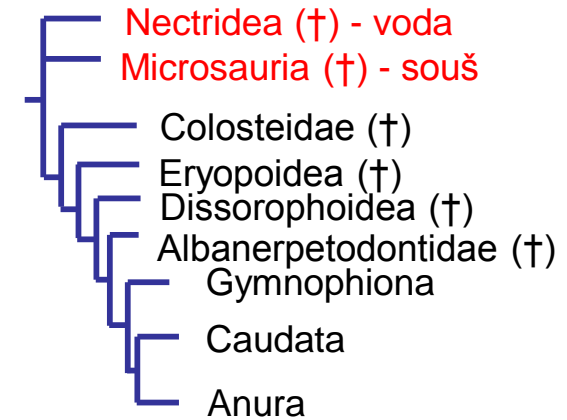 Nectridea (†) - voda
Microsauria (†) - souš
Colosteidae (†)
Eryopoidea (†)
Dissorophoidea (†)
Albanerpetodontidae (†)
Gymnophiona
Caudata
Anura